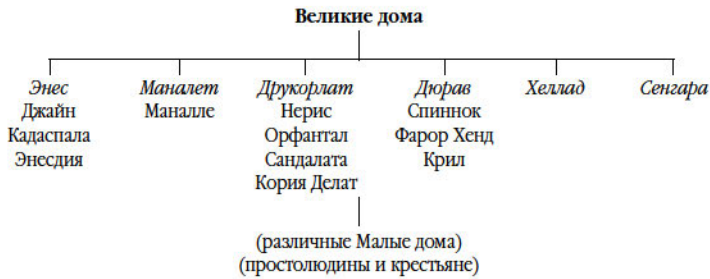 Великие дома
Энес Маналет Друкорлат Дюрав Хеллад Сенгара
Джайн Маналле Нерис Спиннок
Кадаспала Орфантал Фарор Хенд
Энесдия Сандалата Крил
Кория Делат
(различные Малые дома)
(простолюдины и крестьяне)